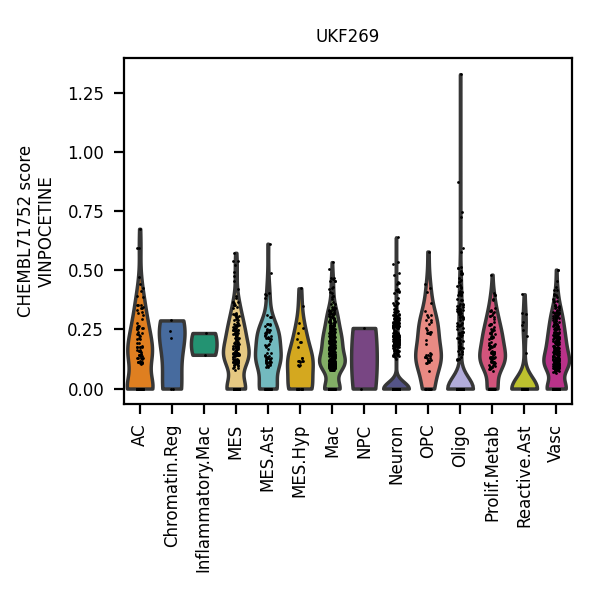 UKF269
CHEMBL71752 score
VINPOCETINE
1.25
1.00
0.75
0.50
0.25
0.00
AC
Chromatin.Reg
Inflammatory.Mac
MES
MES.Ast
MES.Hyp
Mac
NPC
Neuron
OPC
Oligo
Prolif.Metab
Reactive.Ast
Vasc